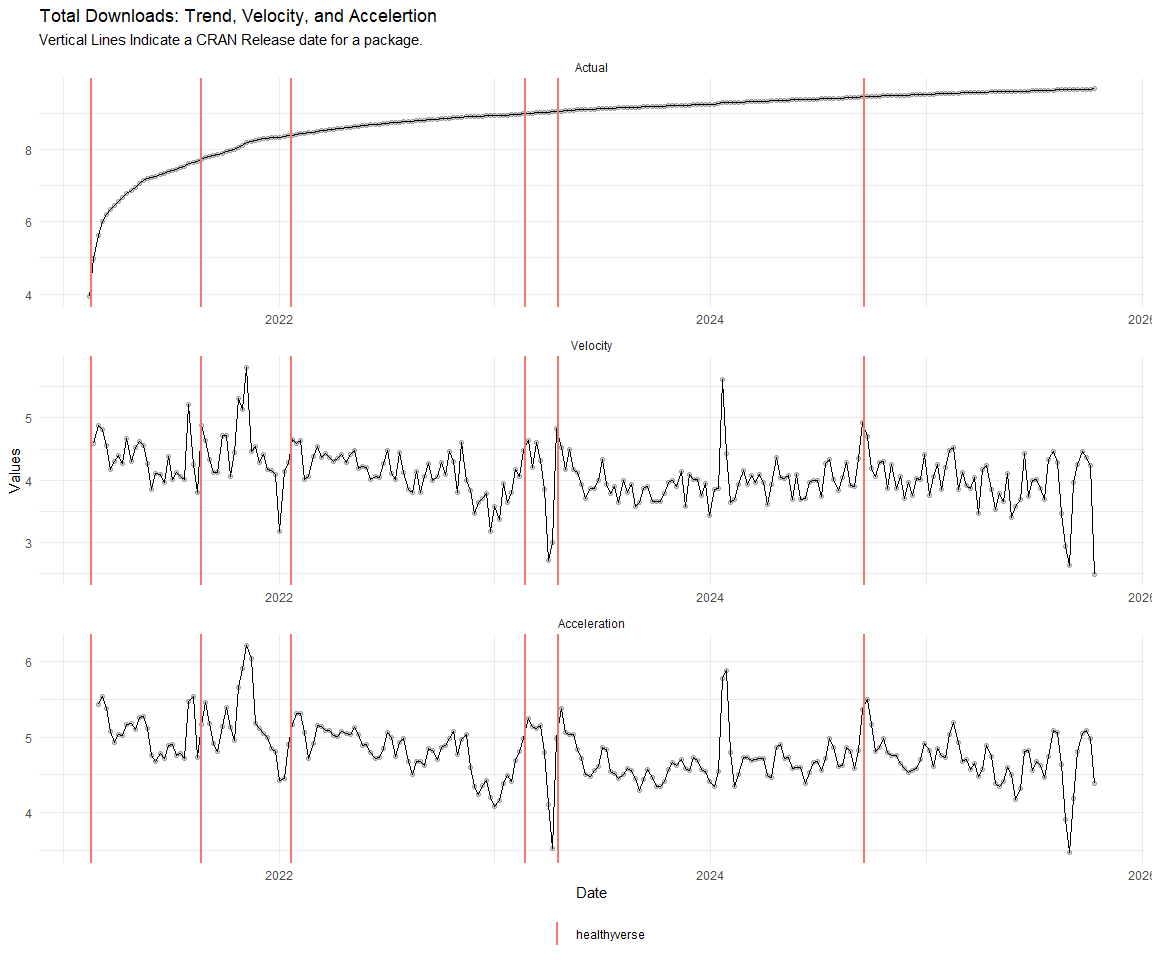 Total Downloads: Trend, Velocity, and Accelertion
Vertical Lines Indicate a CRAN Release date for a package.
Actual
8
6
4
2022
2024
2026
Velocity
5
4
3
2022
2024
2026
Values
Acceleration
6
5
4
2022
2024
2026
Date
healthyverse